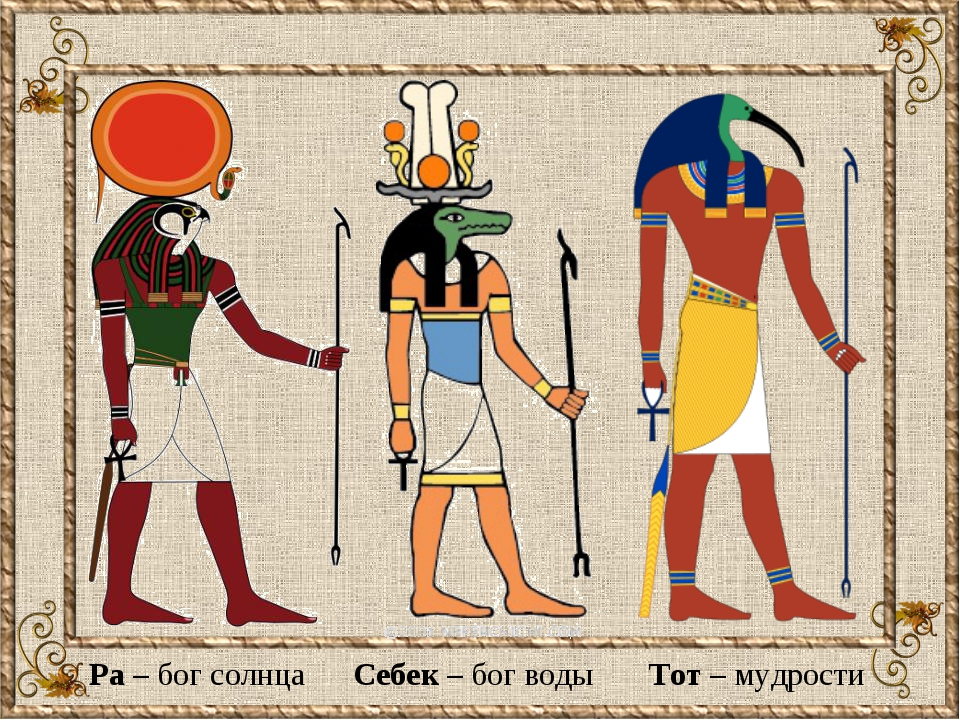 Ра – бог солнца Себек – бог воды Тот – мудрости